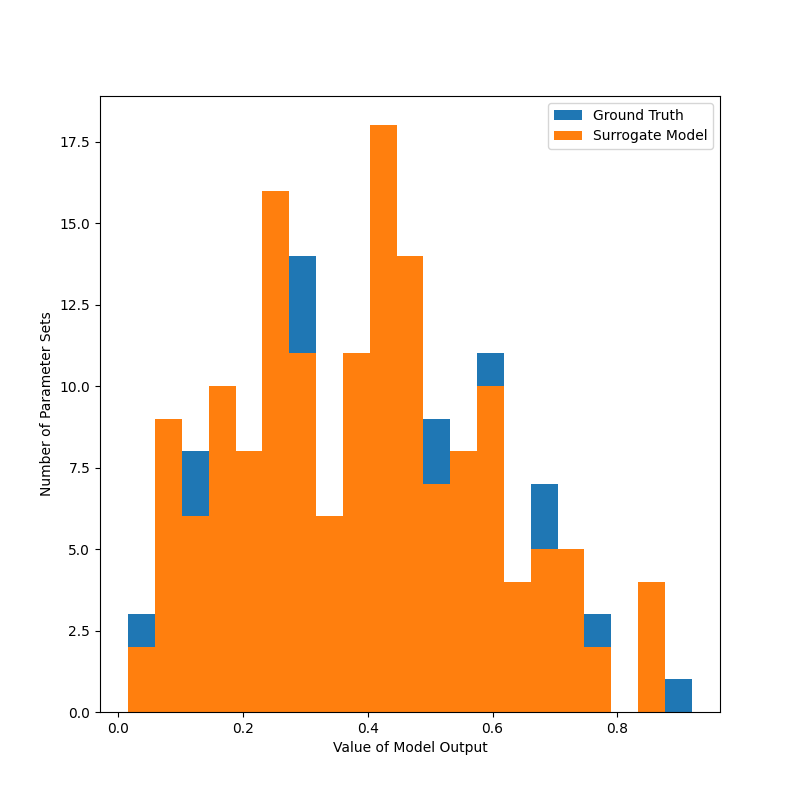 Ground Truth
Surrogate Model
17.5
15.0
12.5
10.0
7.5
5.0
2.5
0.0
Number of Parameter Sets
0.0 0.2 0.4 0.6 0.8
Value of Model Output